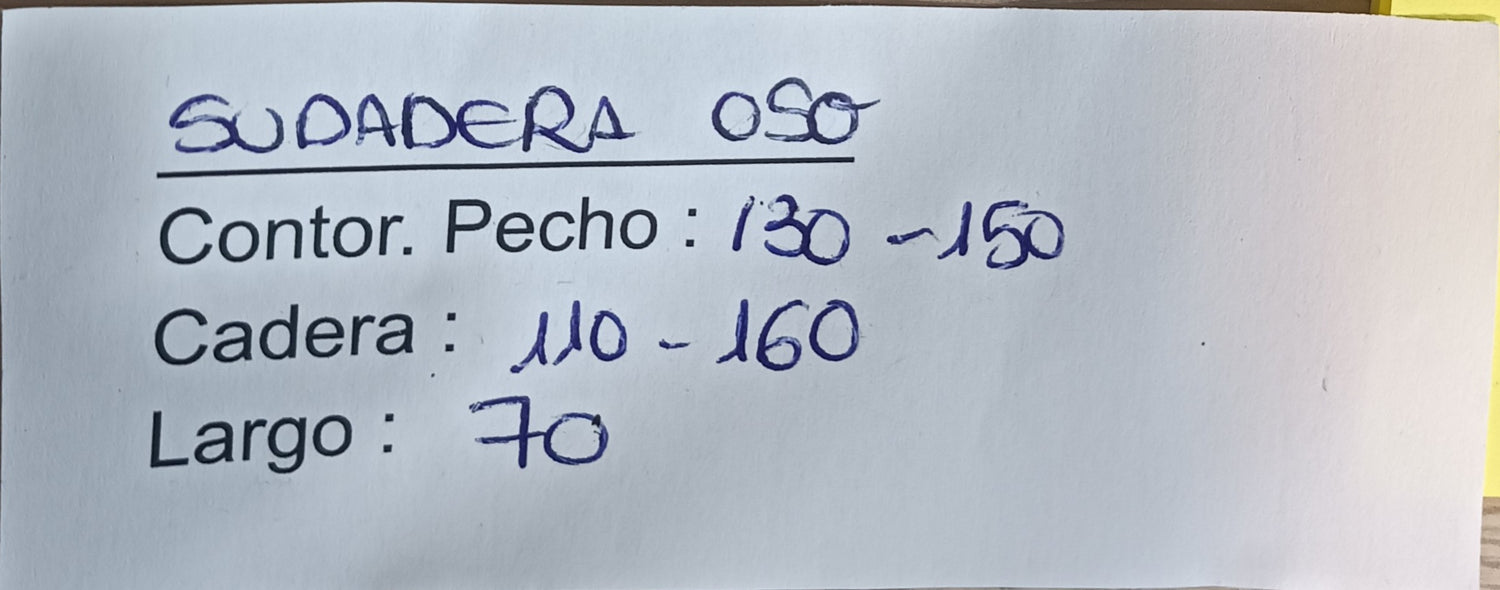 SUDADERA OSO
Contor. Pecho : 130 - 150
Cadera : 110 - 160
Largo : 70